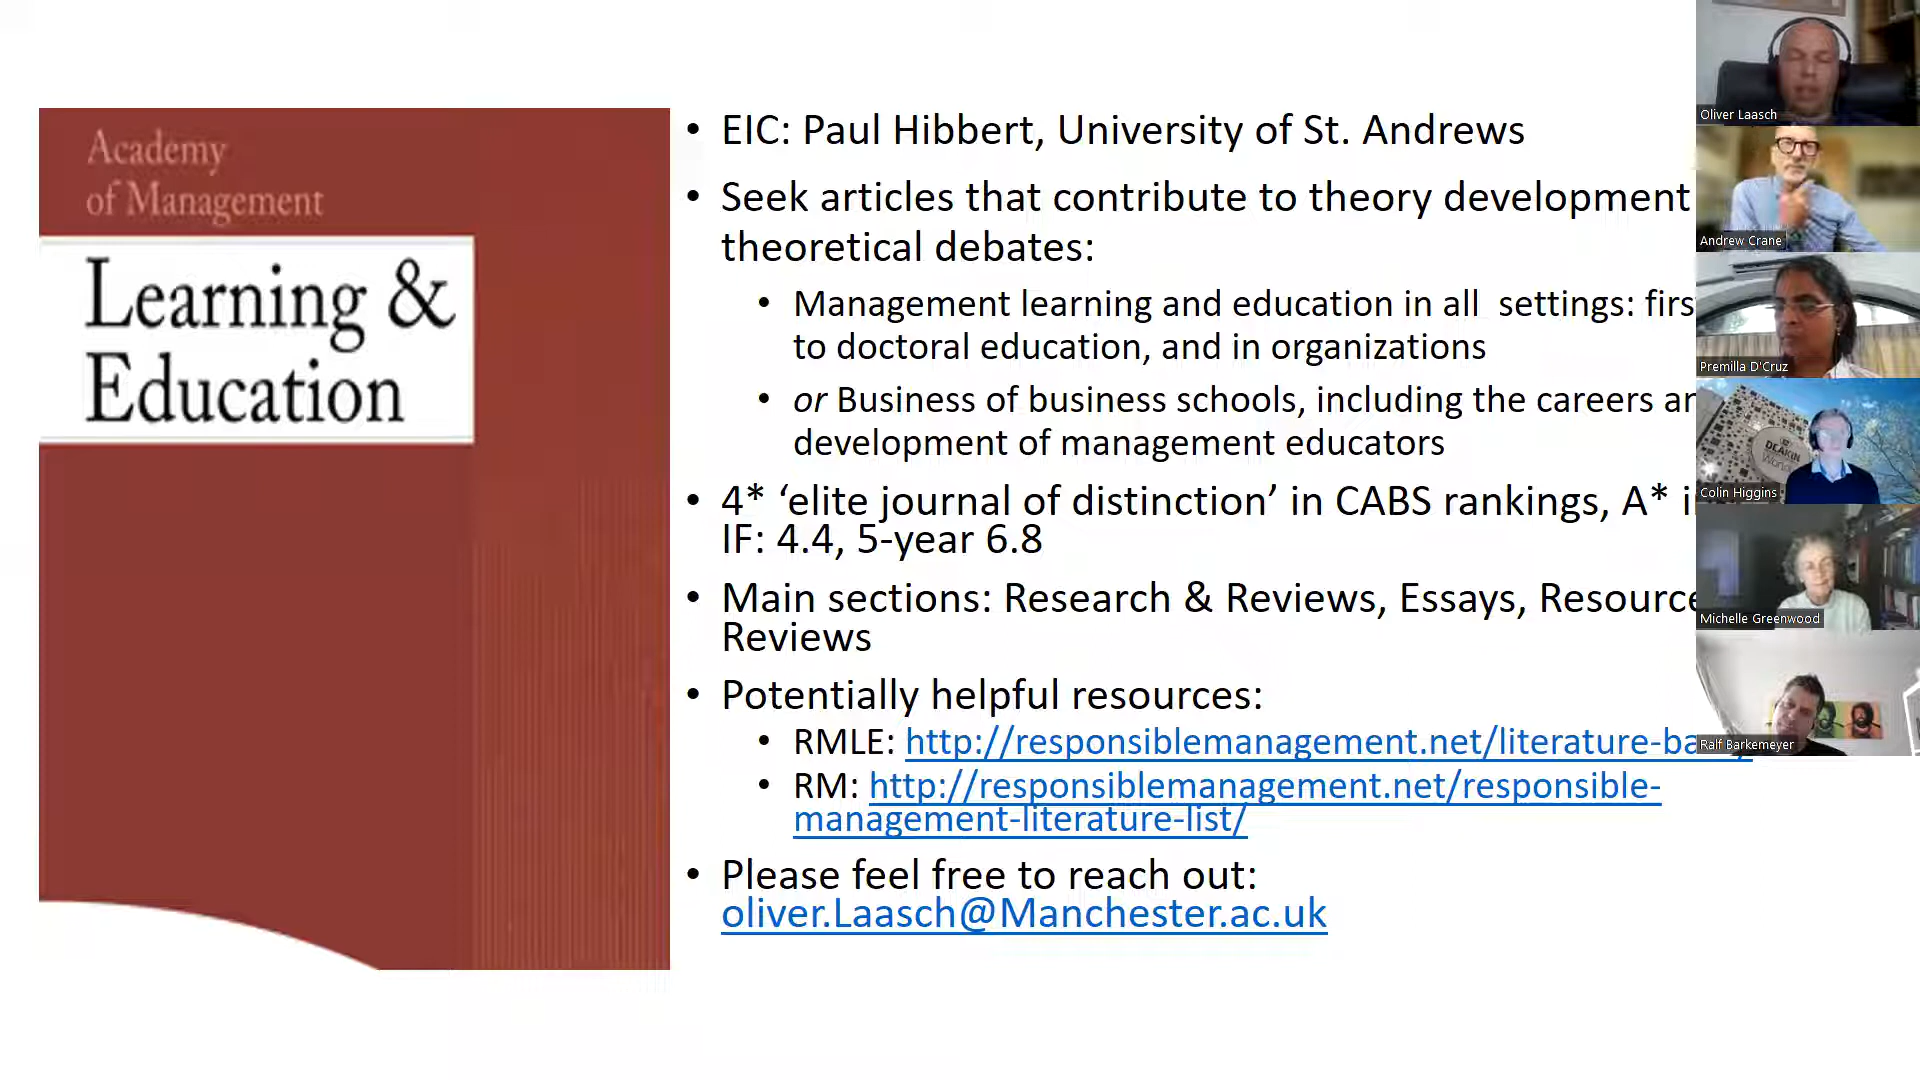 Academy
of Management
Learning &
Education
• EIC: Paul Hibbert, University of St. Andrews
• Seek articles that contribute to theory development
theoretical debates:
• Management learning and education in all settings:
to doctoral education, and in organizations
• or Business of business schools, including the careers
development of management educators
• 4* ‘elite journal of distinction’ in CABS rankings, A*
IF: 4.4, 5-year 6.8
• Main sections: Research & Reviews, Essays,
Reviews
• Potentially helpful resources:
• RMLE: http://responsiblemanagement.net/literature-ba
• RM: http://responsiblemanagement.net/responsible-
management-literature-list/
• Please feel free to reach out:
oliver.Laasch@Manchester.ac.uk
Oliver Laasch
Andrew Crane
Premilla D'Cruz
DEAKIN
Colin Higgins
Michelle Greenwood
Ralf Barkemeyer